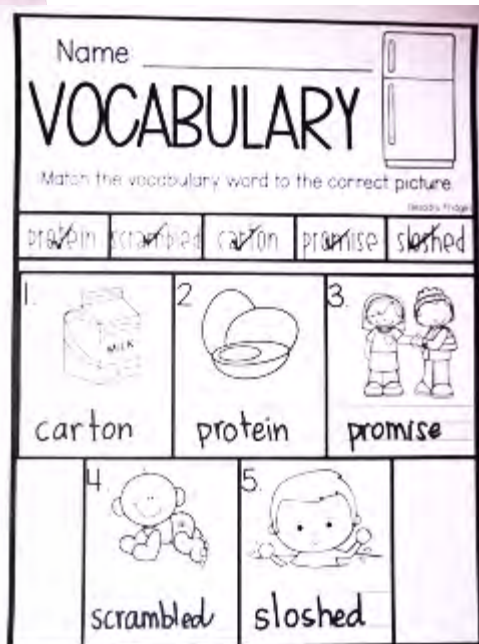 Name
VOCABULARY
Match the vocabulary word to the correct picture.
protein scrambled carton promise sloshed
1. 2 3.
MILK
carton protein promise
4. 5.
scrambled sloshed